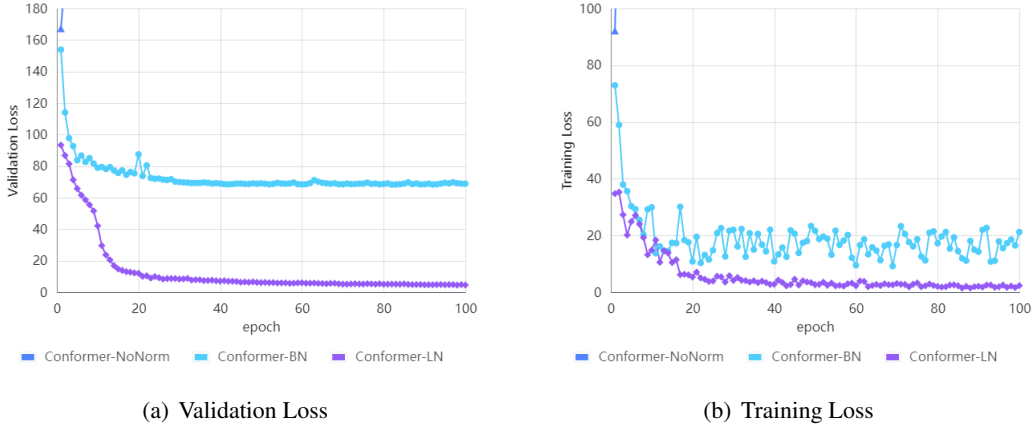 180
160
140
120
100
80
60
40
20
0
Validation Loss
0 20 40 60 80 100
epoch
Conformer-NoNorm Conformer-BN Conformer-LN
(a) Validation Loss
100
80
60
40
20
0
Training Loss
0 20 40 60 80 100
epoch
Conformer-NoNorm Conformer-BN Conformer-LN
(b) Training Loss